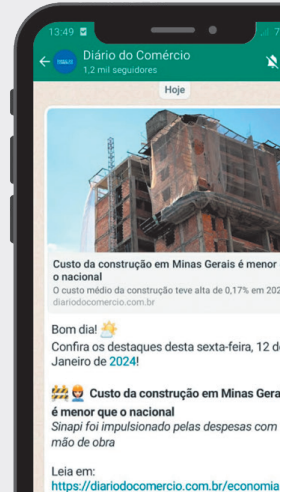 13:49
Diário do Comércio
1,2 mil seguidores
Hoje
Custo da construção em Minas Gerais é menor
o nacional
O custo médio da construção teve alta de 0,17% em 202
diariodocomercio.com.br
Bom dia! 🌤️
Confira os destaques desta sexta-feira, 12 d
Janeiro de 2024!
🚧 👷 Custo da construção em Minas Gera
é menor que o nacional
Sinapi foi impulsionado pelas despesas com
mão de obra
Leia em:
https://diariodocomercio.com.br/economia